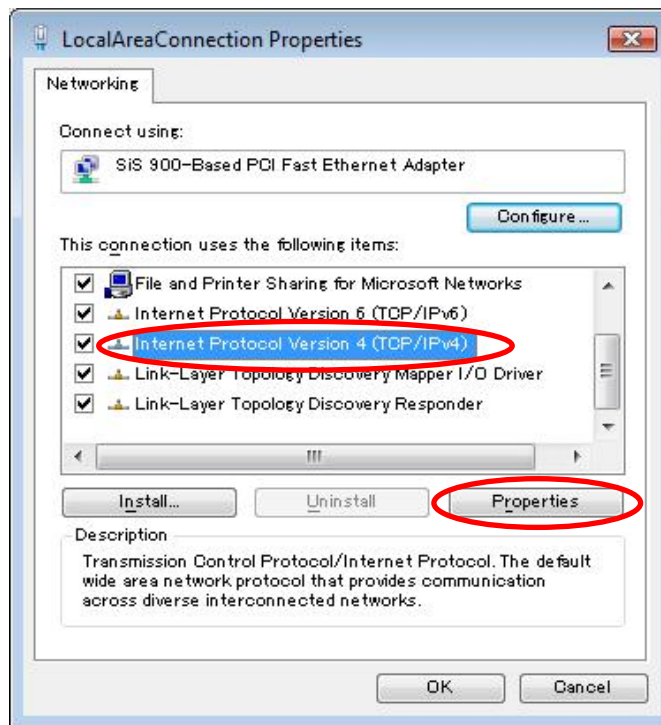 LocalAreaConnection Properties
Networking
Connect using:
SiS 900-Based PCI Fast Ethernet Adapter
Configure...
This connection uses the following items:
File and Printer Sharing for Microsoft Networks
Internet Protocol Version 6 (TCP/IPv6)
Internet Protocol Version 4 (TCP/IPv4)
Link-Layer Topology Discovery Mapper I/O Driver
Link-Layer Topology Discovery Responder
Install...
Uninstall
Properties
Description
Transmission Control Protocol/Internet Protocol. The default
wide area network protocol that provides communication
across diverse interconnected networks.
OK
Cancel